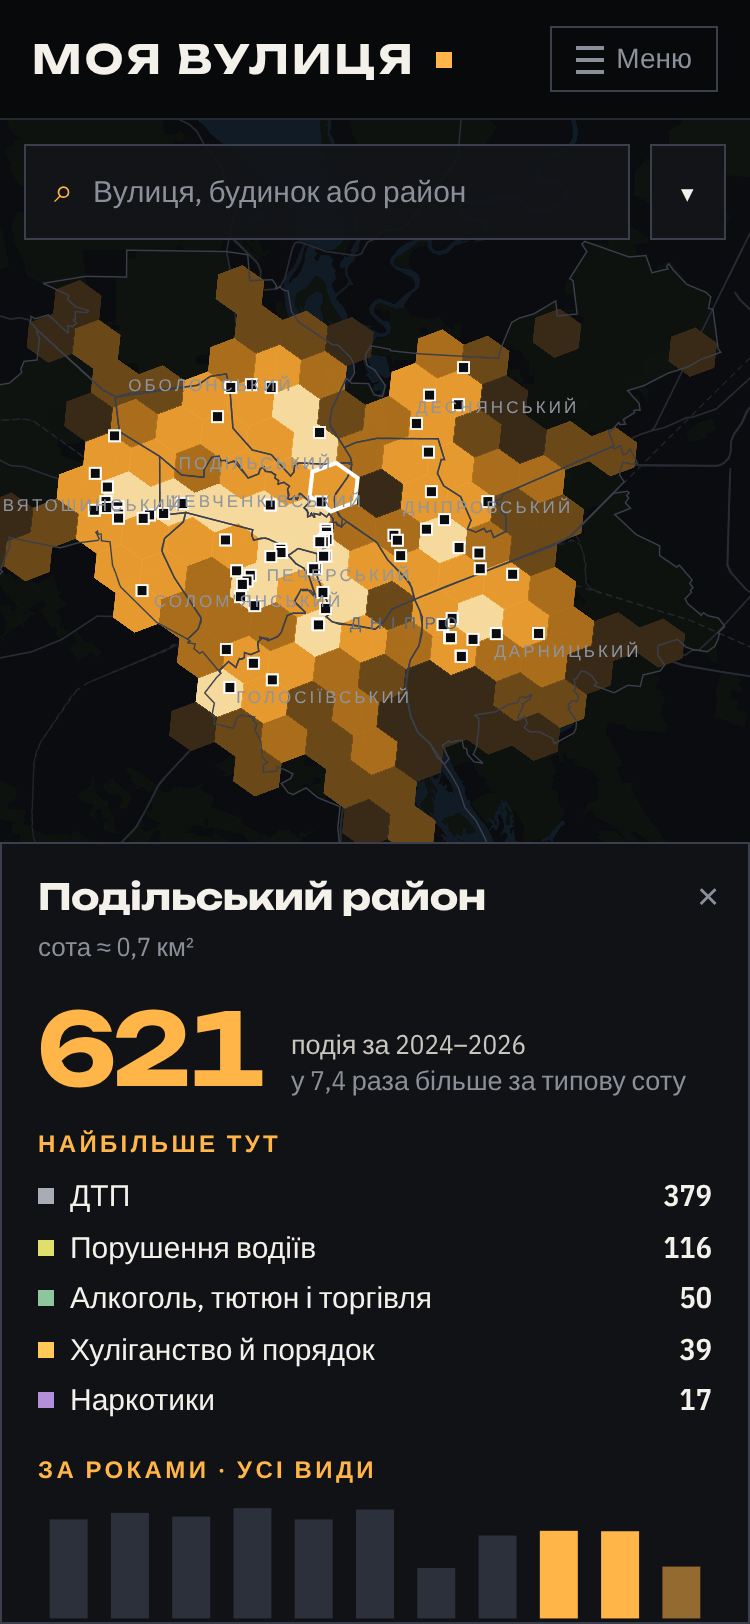 МОЯ ВУЛИЦЯ
Меню
Вулиця, будинок або район
ОБОЛОНСЬКИЙ
ДЕСНЯНСЬКИЙ
ПОДІЛЬСЬКИЙ
ВЯТОШИНСЬКИЙ
ШЕВЧЕНКІВСЬКИЙ
ДНІПРОВСЬКИЙ
ПЕЧЕРСЬКИЙ
СОЛОМ'ЯНСЬКИЙ
ДНІПРО
ДАРНИЦЬКИЙ
ГОЛОСІЇВСЬКИЙ
Подільський район
×
сота ≈ 0,7 км²
621
подія за 2024–2026
у 7,4 раза більше за типову соту
НАЙБІЛЬШЕ ТУТ
ДТП 379
Порушення водіїв 116
Алкоголь, тютюн і торгівля 50
Хуліганство й порядок 39
Наркотики 17
ЗА РОКАМИ · УСІ ВИДИ